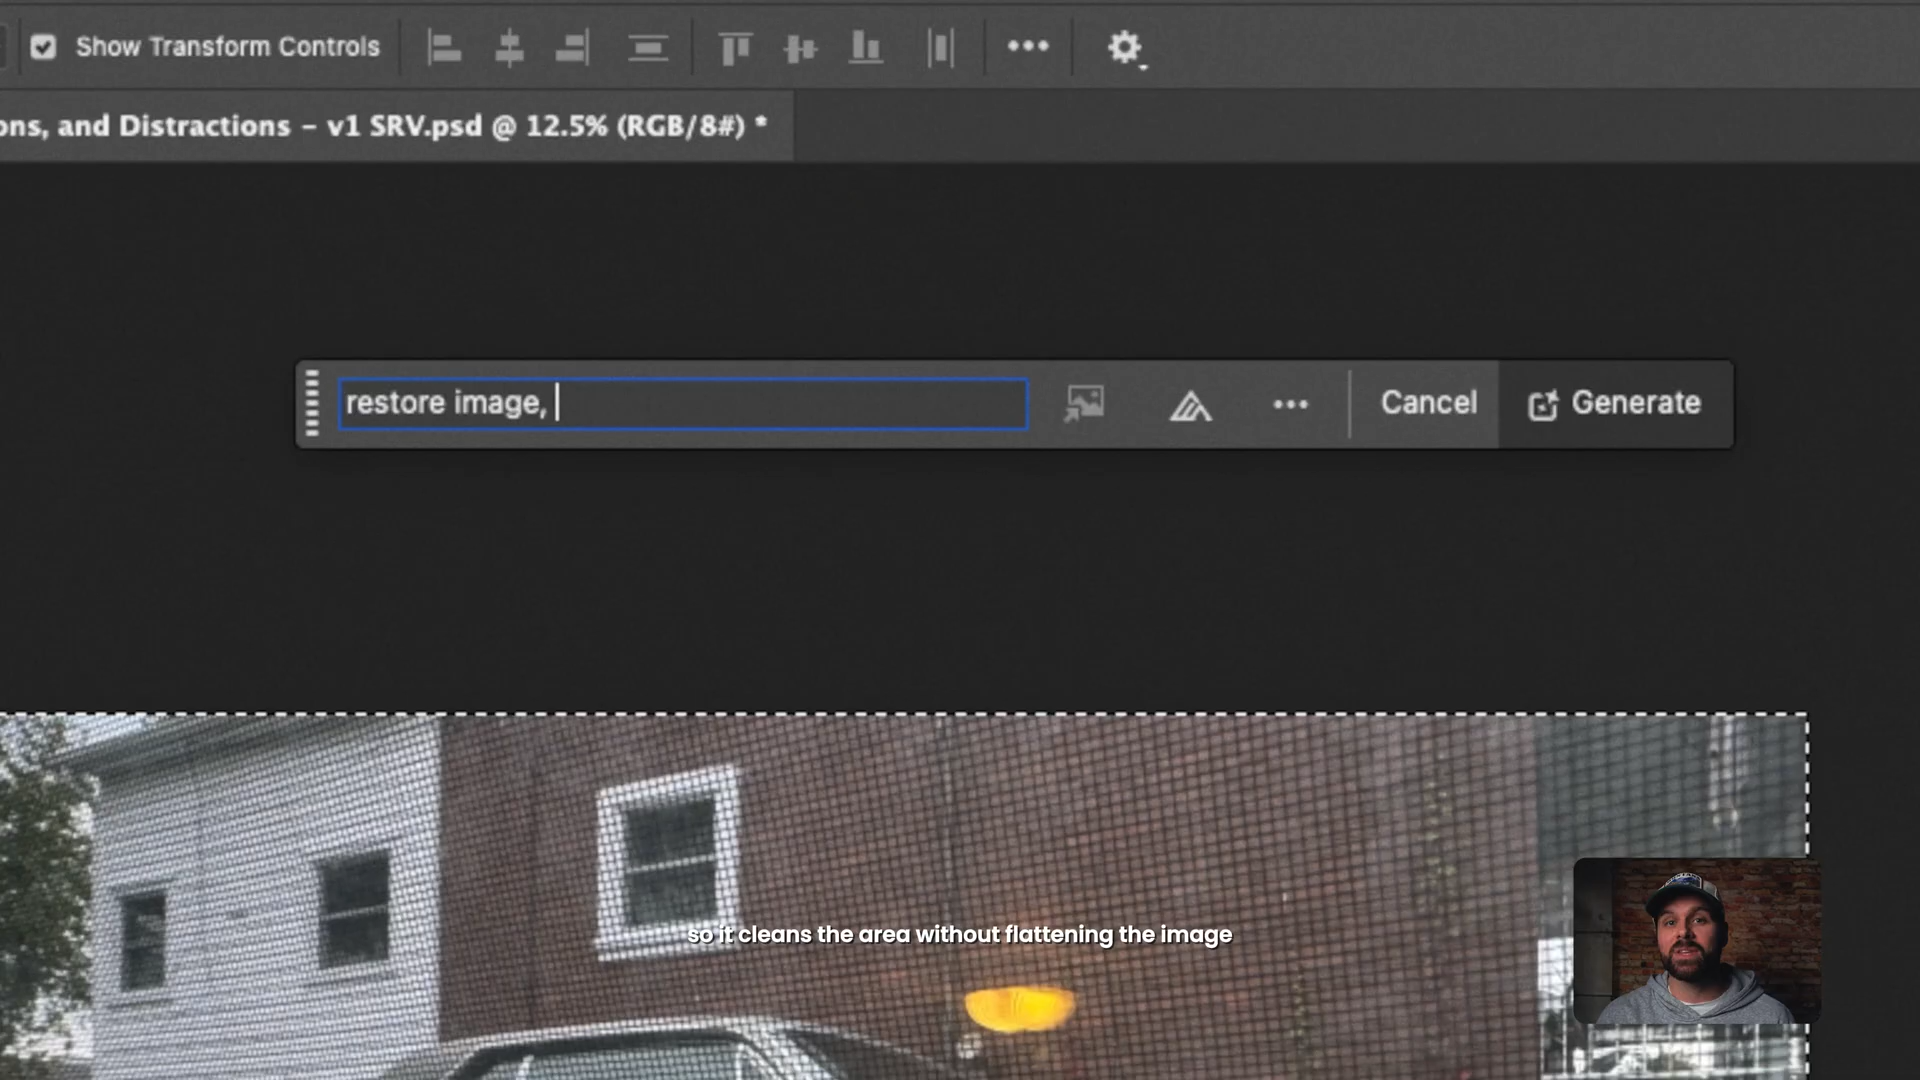 Show Transform Controls
ons, and Distractions – v1 SRV.psd @ 12.5% (RGB/8#) *
restore image,
Cancel
Generate
so it cleans the area without flattening the image